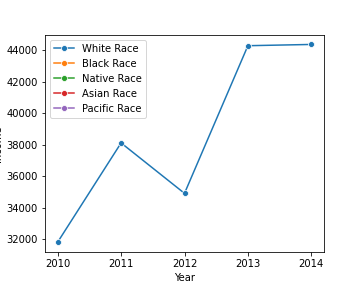 44000
42000
40000
38000
36000
34000
32000
White Race
Black Race
Native Race
Asian Race
Pacific Race
2010 2011 2012 2013 2014
Year